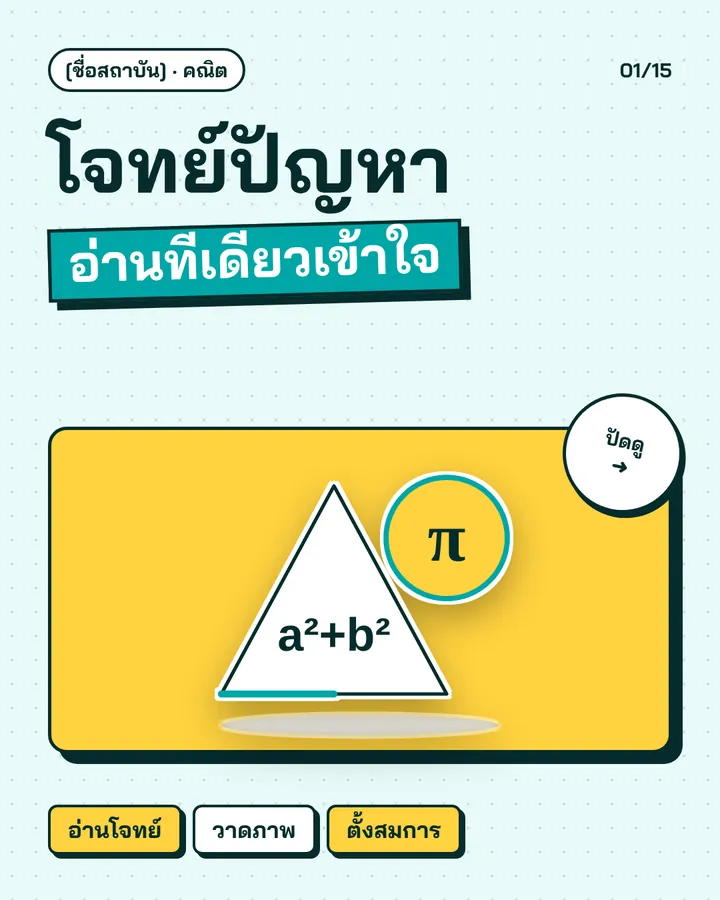 [ชื่อสถาบัน] · คณิต
01/15
โจทย์ปัญหา
อ่านทีเดียวเข้าใจ
ปัดดู
→
π
a²+b²
อ่านโจทย์
วาดภาพ
ตั้งสมการ